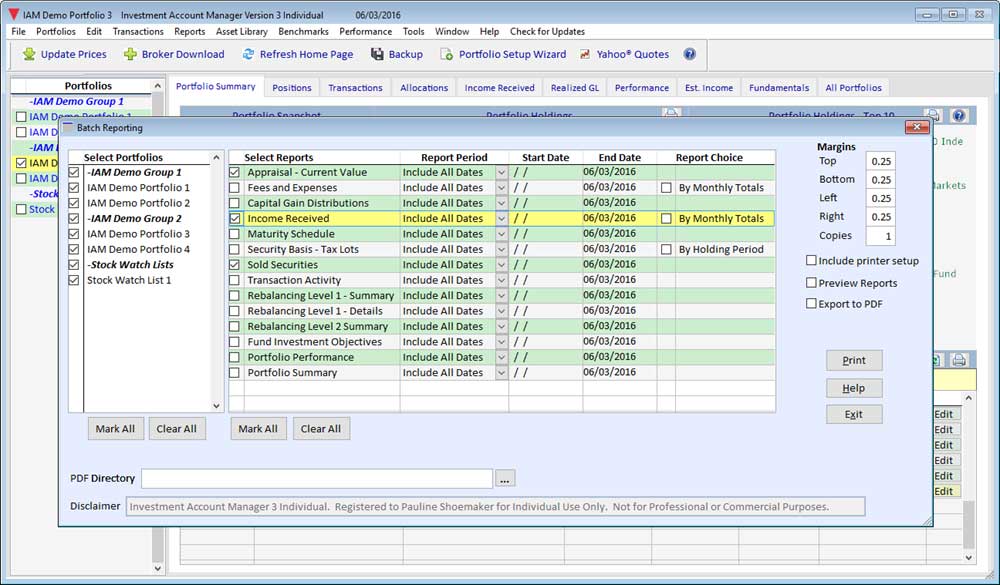 IAM Demo Portfolio 3 Investment Account Manager Version 3 Individual 06/03/2016
File Portfolios Edit Transactions Reports Asset Library Benchmarks Performance Tools Window Help Check for Updates
Update Prices Broker Download Refresh Home Page Backup Portfolio Setup Wizard Yahoo® Quotes
Portfolios
-IAM Demo Group 1
IAM Demo Portfolio 1
IAM D
-IAM D
IAM D
IAM D
-Stock
Stock
Portfolio Summary Positions Transactions Allocations Income Received Realized GL Performance Est. Income Fundamentals All Portfolios
Portfolio Snapshot Portfolio Holdings Portfolio Holdings - Top 10
0 Inde
Markets
Fund
Batch Reporting
Select Portfolios
-IAM Demo Group 1
IAM Demo Portfolio 1
IAM Demo Portfolio 2
-IAM Demo Group 2
IAM Demo Portfolio 3
IAM Demo Portfolio 4
-Stock Watch Lists
Stock Watch List 1
Mark All Clear All
Select Reports Report Period Start Date End Date Report Choice
Appraisal - Current Value Include All Dates / / 06/03/2016
Fees and Expenses Include All Dates / / 06/03/2016 By Monthly Totals
Capital Gain Distributions Include All Dates / / 06/03/2016
Income Received Include All Dates / / 06/03/2016 By Monthly Totals
Maturity Schedule Include All Dates / / 06/03/2016
Security Basis - Tax Lots Include All Dates / / 06/03/2016 By Holding Period
Sold Securities Include All Dates / / 06/03/2016
Transaction Activity Include All Dates / / 06/03/2016
Rebalancing Level 1 - Summary Include All Dates / / 06/03/2016
Rebalancing Level 1 - Details Include All Dates / / 06/03/2016
Rebalancing Level 2 Summary Include All Dates / / 06/03/2016
Fund Investment Objectives Include All Dates / / 06/03/2016
Portfolio Performance Include All Dates / / 06/03/2016
Portfolio Summary Include All Dates / / 06/03/2016
Mark All Clear All
Margins
Top 0.25
Bottom 0.25
Left 0.25
Right 0.25
Copies 1
Include printer setup
Preview Reports
Export to PDF
Print
Help
Exit
Edit
Edit
Edit
Edit
Edit
Edit
PDF Directory ...
Disclaimer Investment Account Manager 3 Individual. Registered to Pauline Shoemaker for Individual Use Only. Not for Professional or Commercial Purposes.